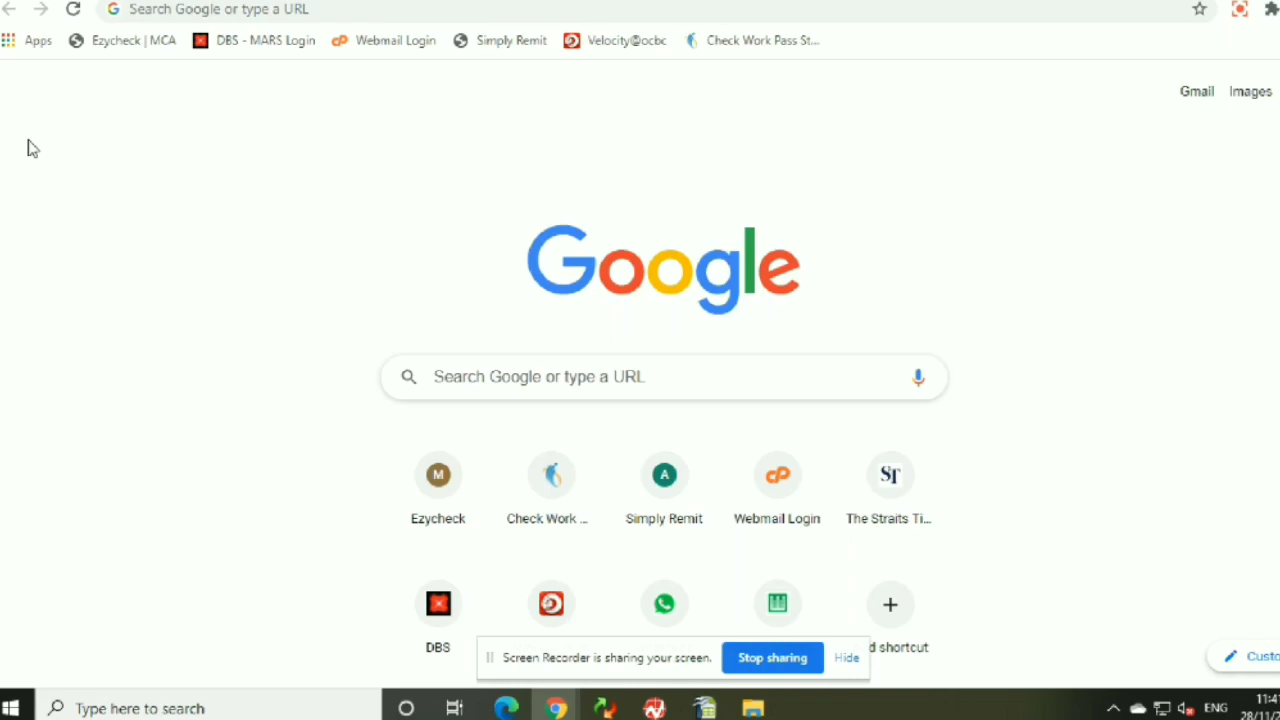 Search Google or type a URL
Apps Ezycheck | MCA DBS - MARS Login Webmail Login Simply Remit Velocity@ocbc Check Work Pass St...
Gmail Images
Google
Search Google or type a URL
M A ST
Ezycheck Check Work ... Simply Remit Webmail Login The Straits Ti...
DBS d shortcut
Screen Recorder is sharing your screen. Stop sharing Hide
Custo
Type here to search ENG
11:4
28/11/2